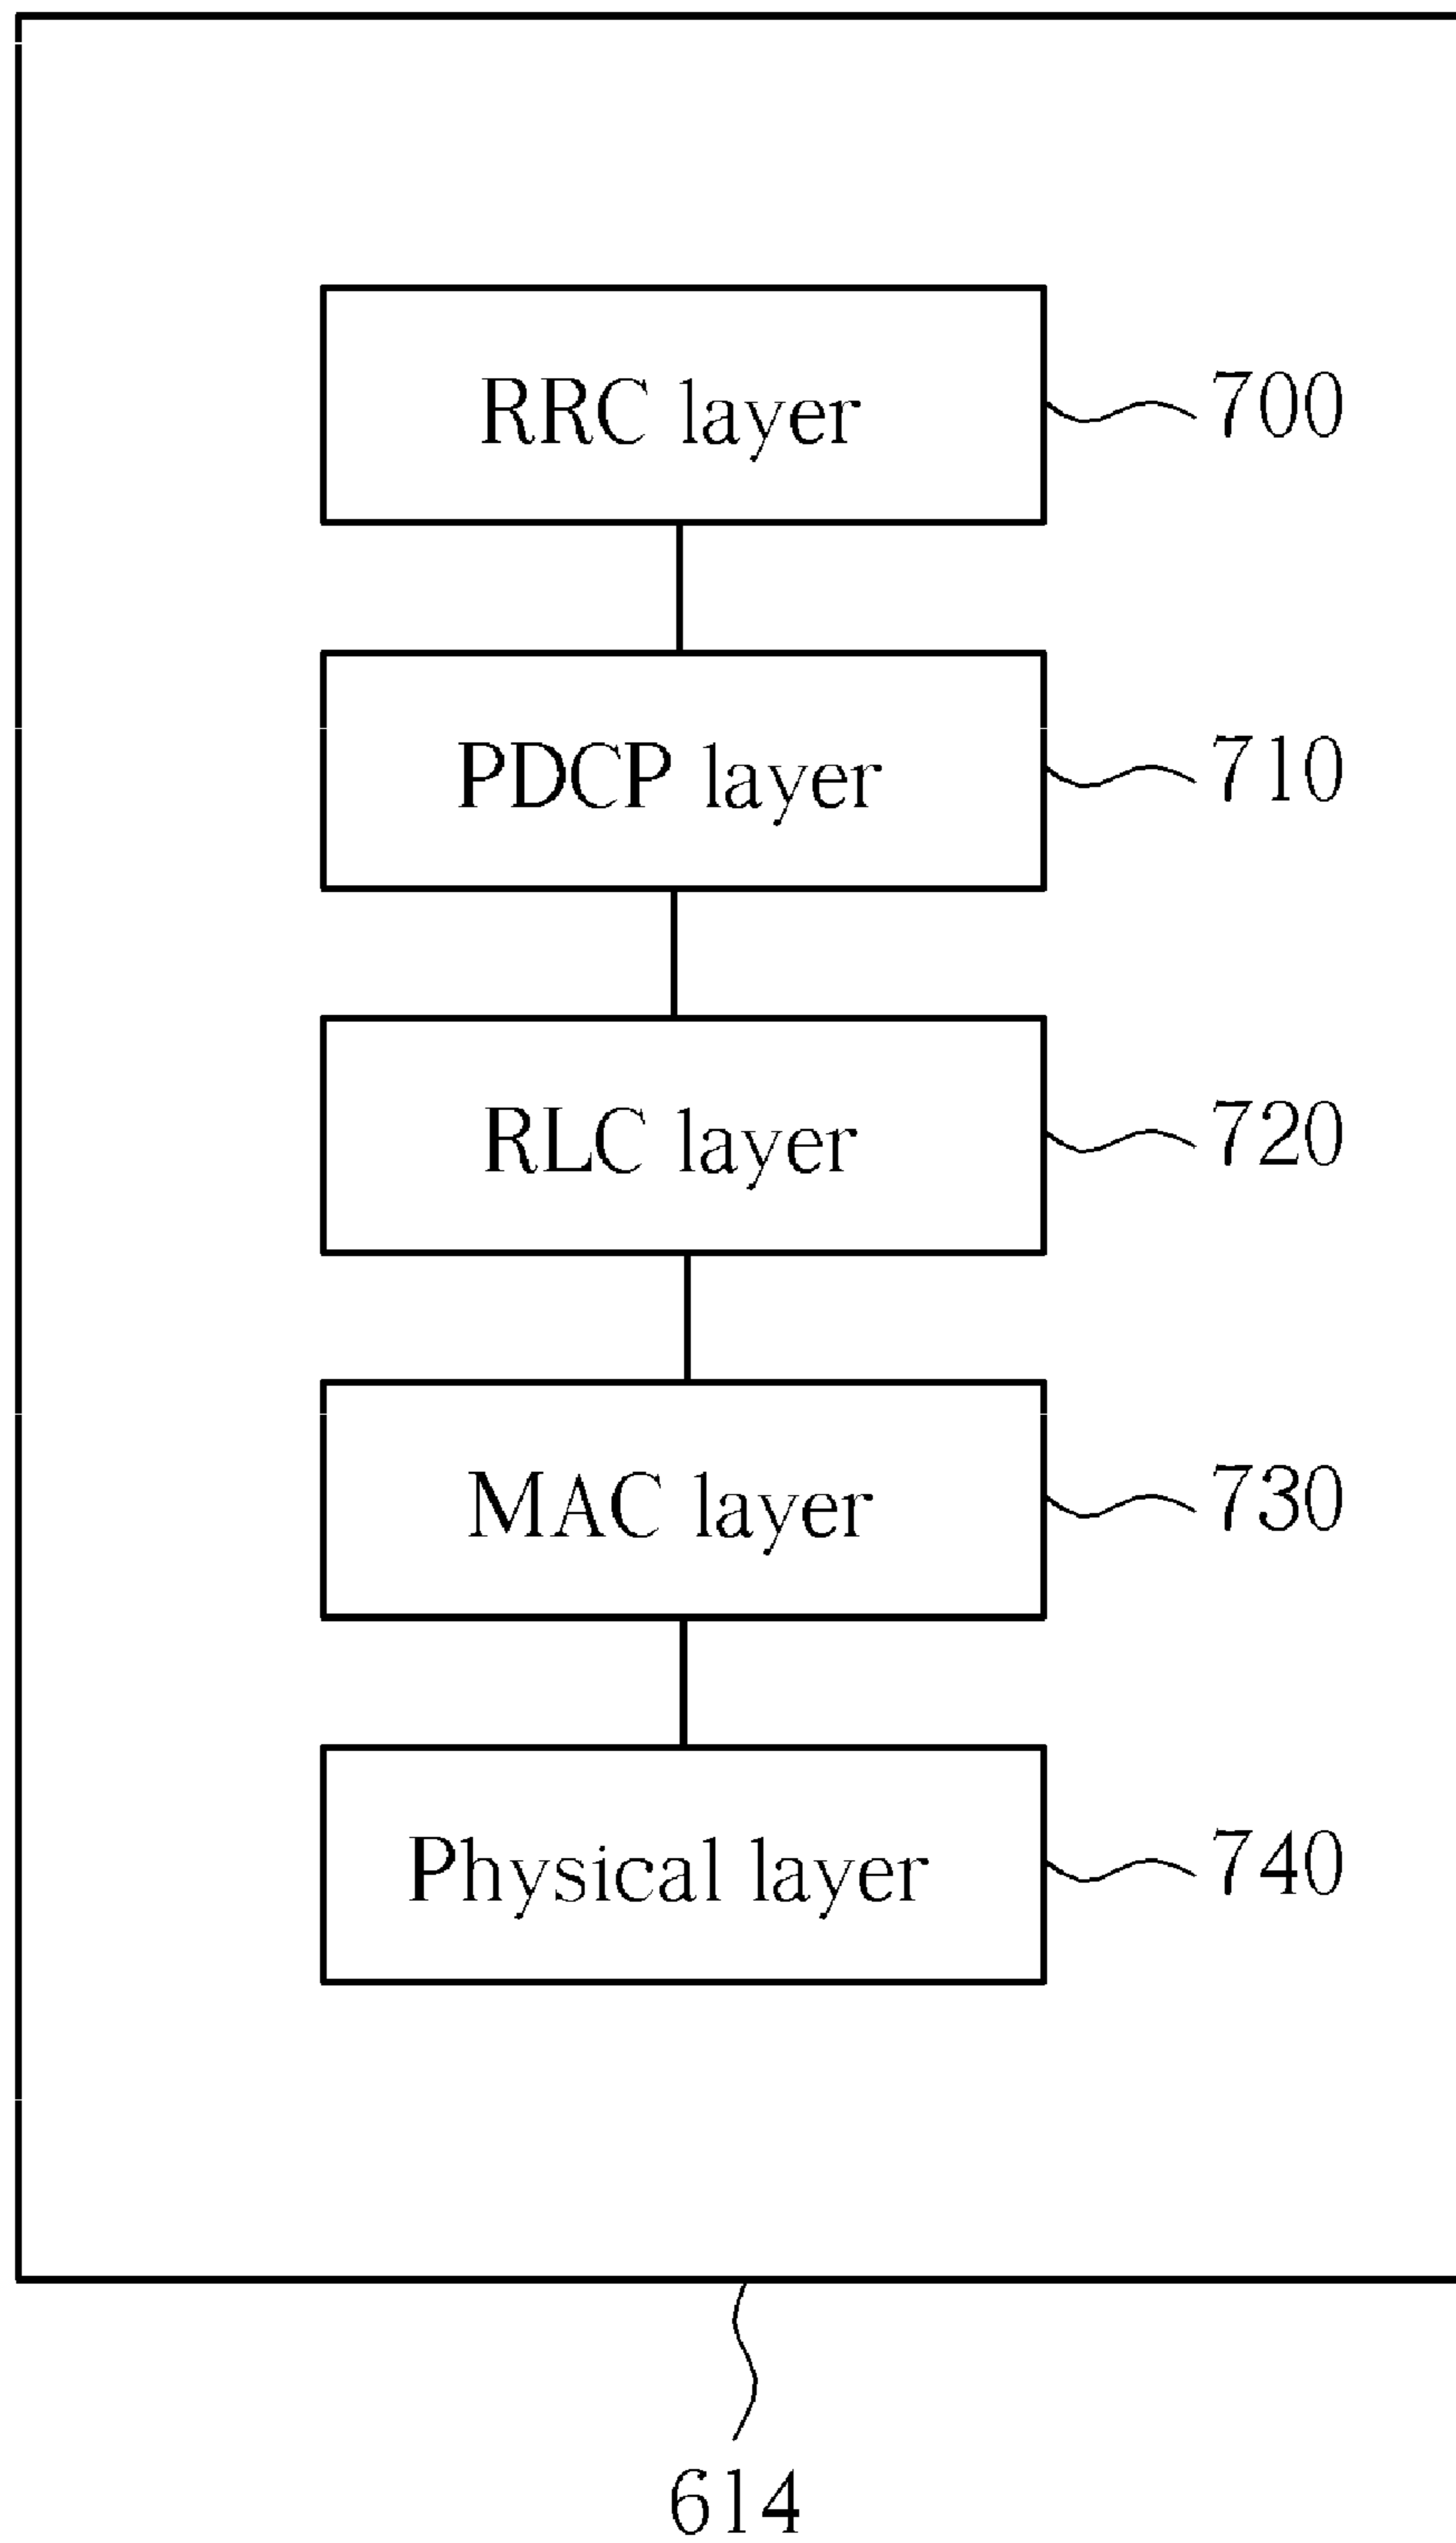 RRC layer 700
PDCP layer 710
RLC layer 720
MAC layer 730
Physical layer 740
614